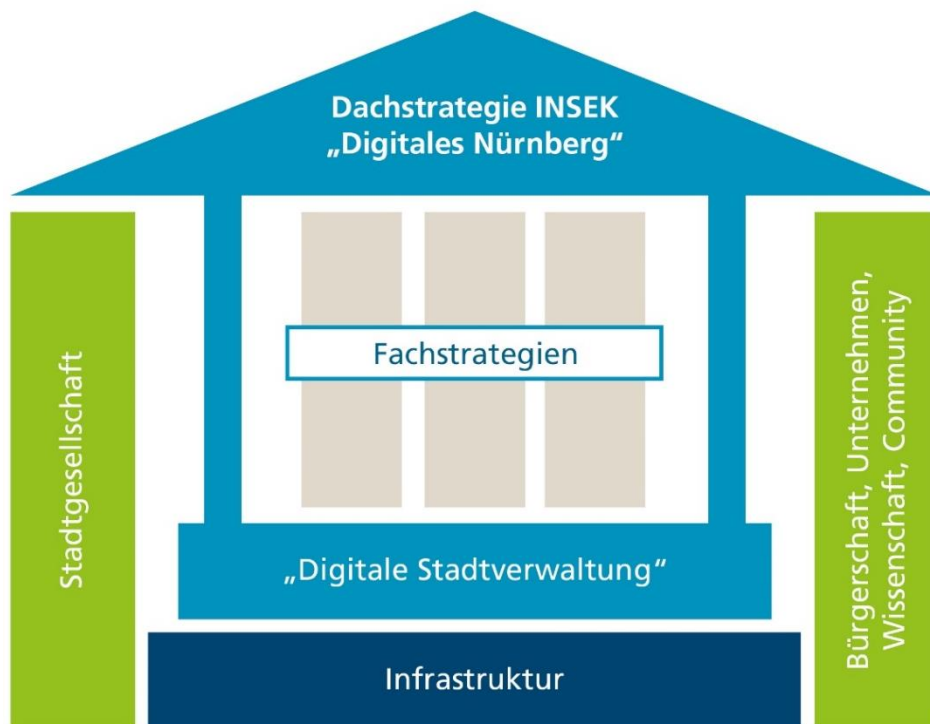 Dachstrategie INSEK
„Digitales Nürnberg“
Stadtgesellschaft
Fachstrategien
Bürgerschaft, Unternehmen,
Wissenschaft, Community
„Digitale Stadtverwaltung“
Infrastruktur